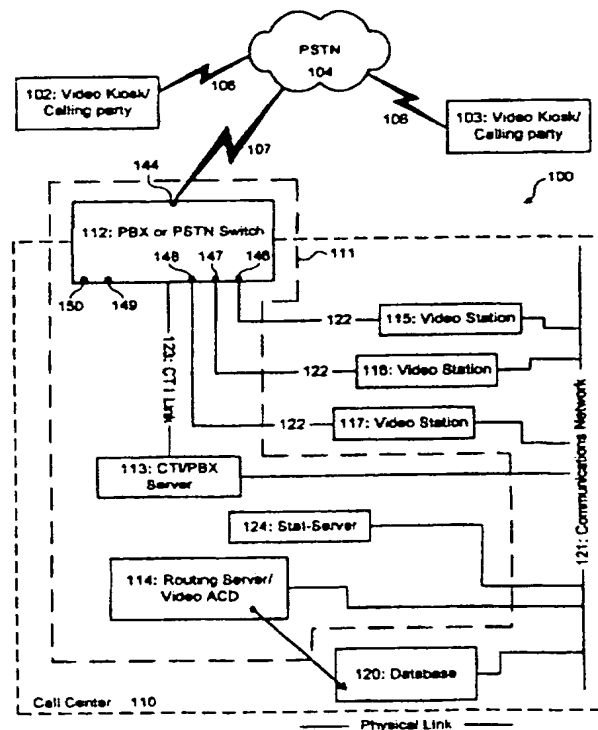 PSTN
104
106
102: Video Kiosk/
Calling party
108
103: Video Kiosk/
Calling party
107
144
100
112: PBX or PSTN Switch
148 147 146
111
150 149
122
115: Video Station
122
116: Video Station
122
117: Video Station
123: CTI Link
113: CTI/PBX
Server
121: Communications Network
124: Stat-Server
114: Routing Server/
Video ACD
120: Database
Call Center 110
Physical Link